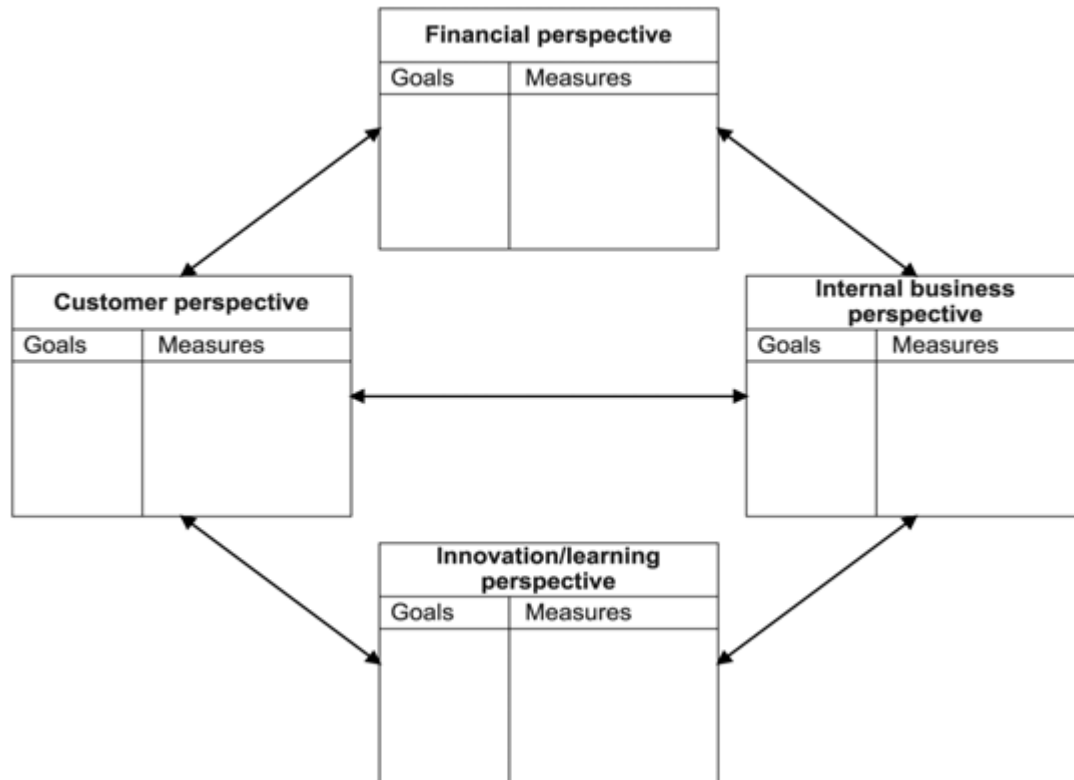 Financial perspective
Goals Measures
Customer perspective
Goals Measures
Internal business
perspective
Goals Measures
Innovation/learning
perspective
Goals Measures